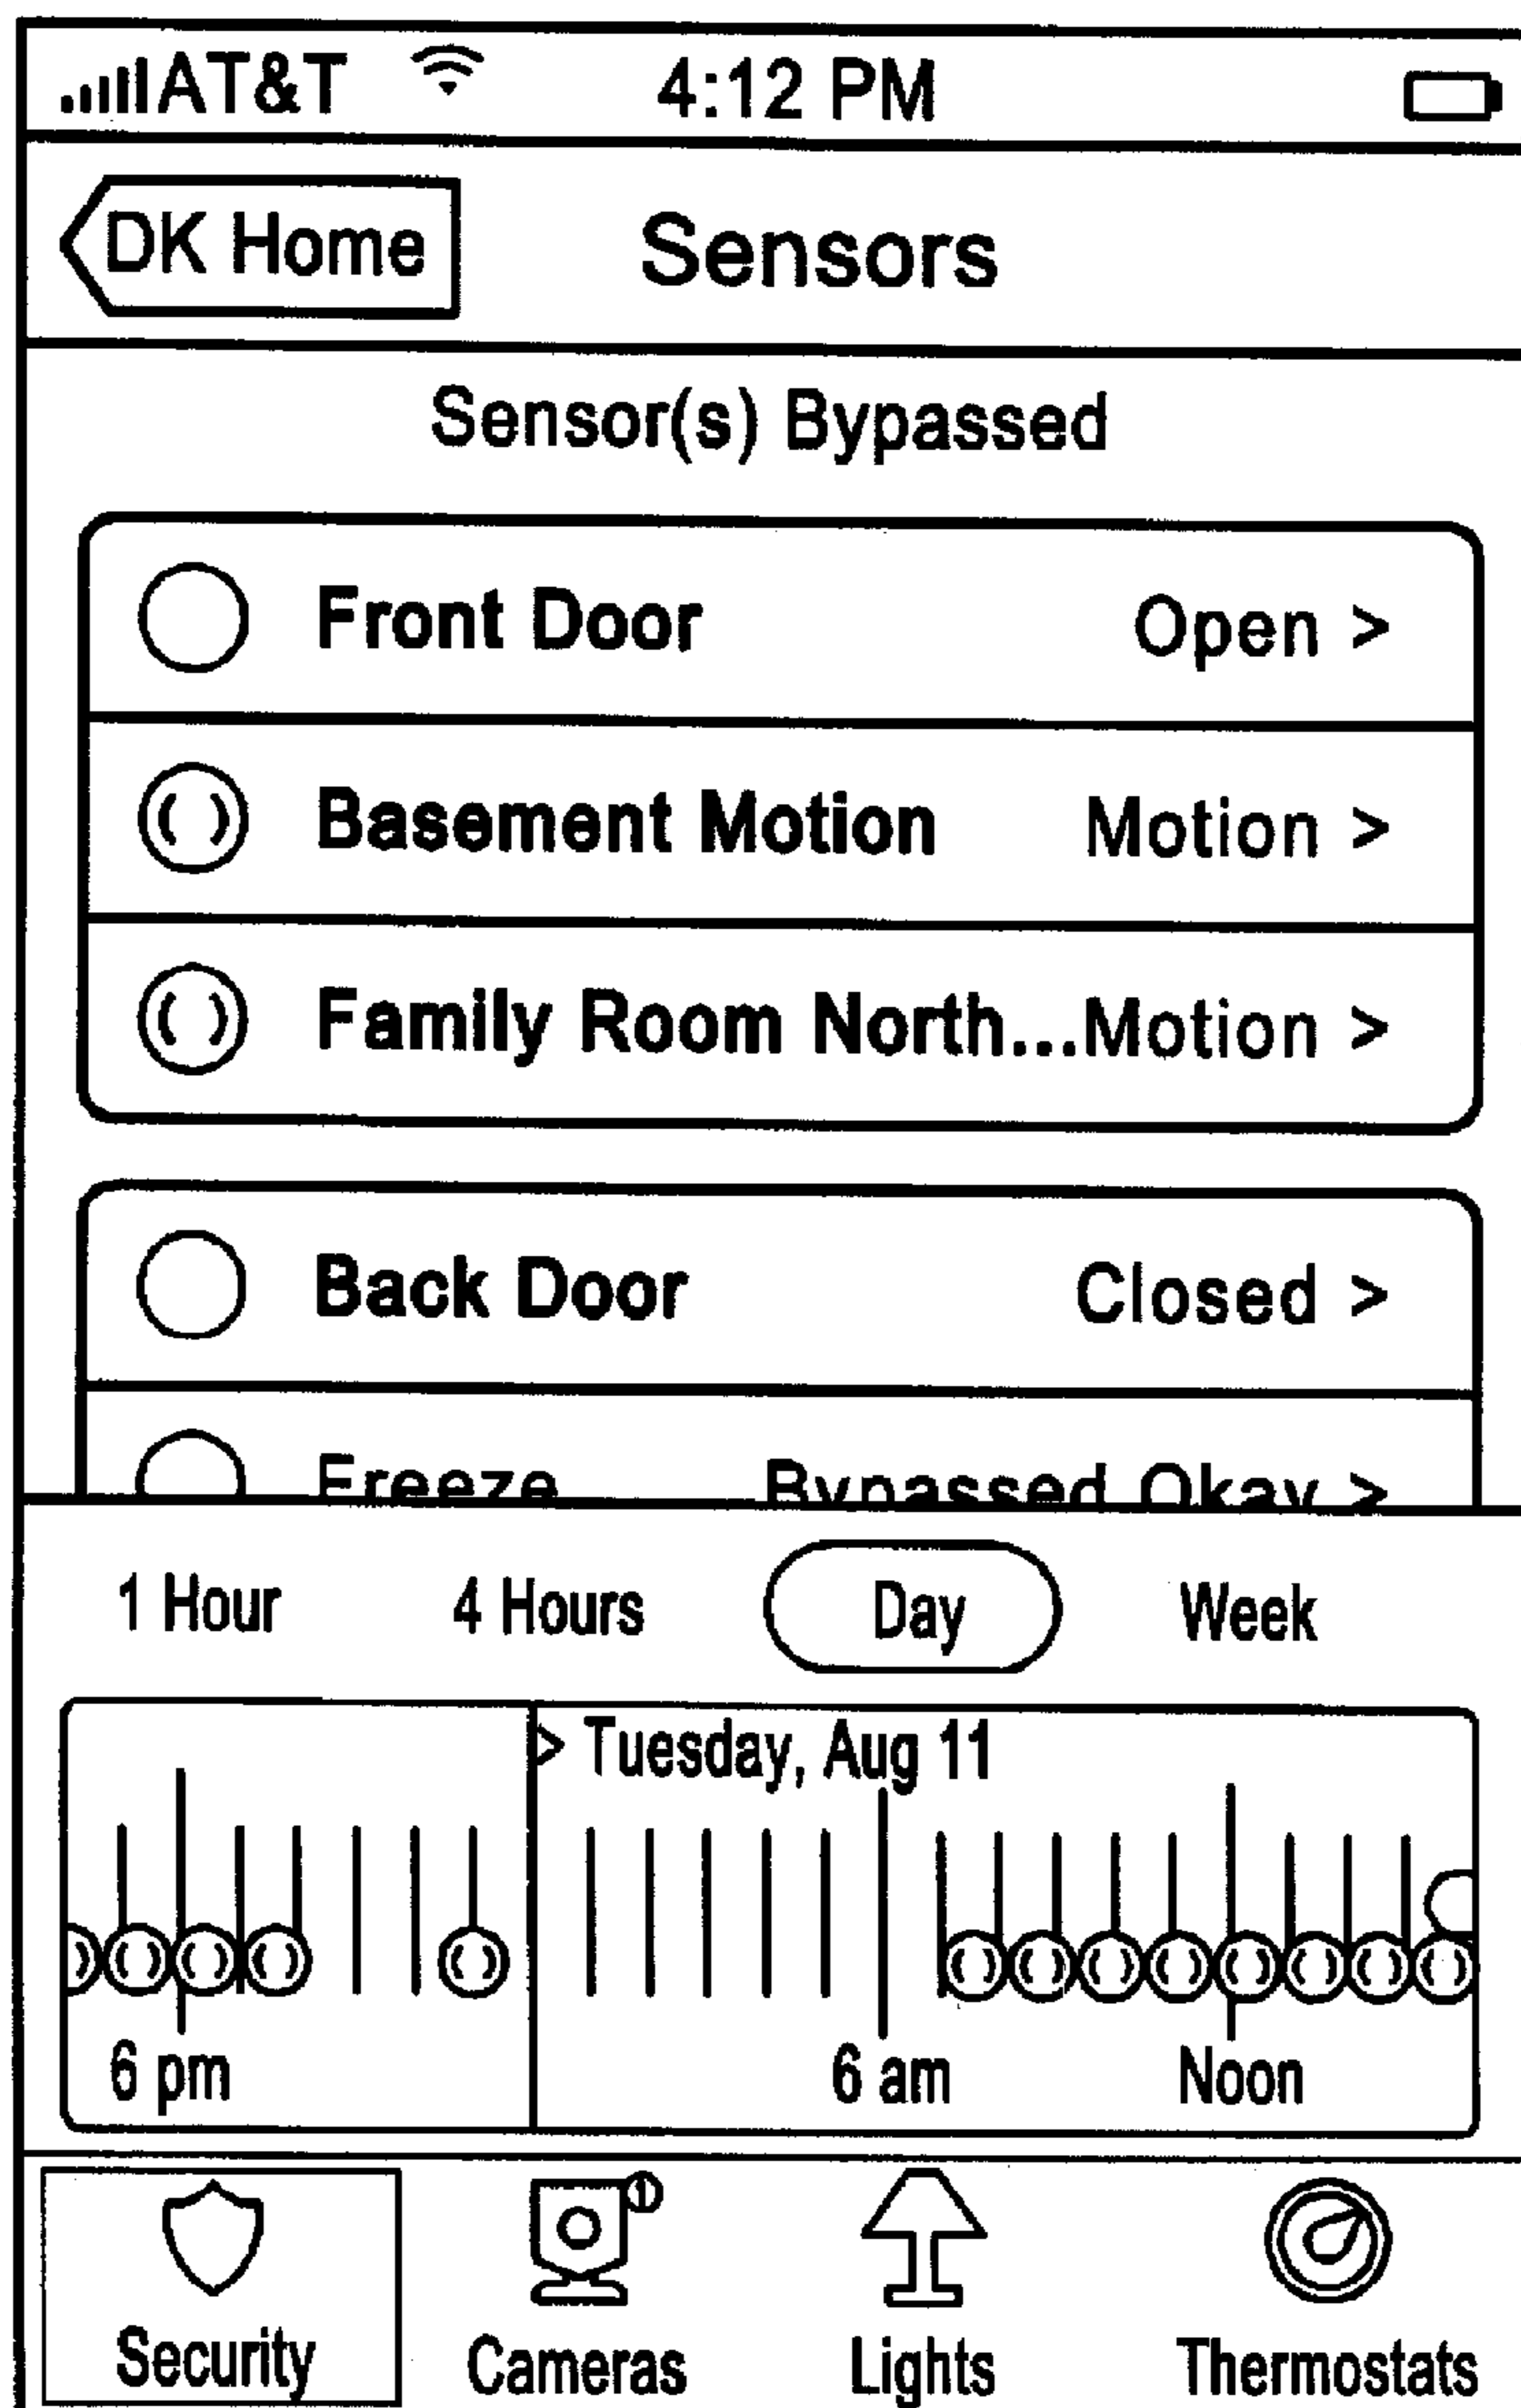 AT&T 4:12 PM
DK Home Sensors
Sensor(s) Bypassed
Front Door Open >
Basement Motion Motion >
Family Room North...Motion >
Back Door Closed >
Freeze Bypassed Okay >
1 Hour 4 Hours Day Week
> Tuesday, Aug 11
6 pm 6 am Noon
Security Cameras Lights Thermostats